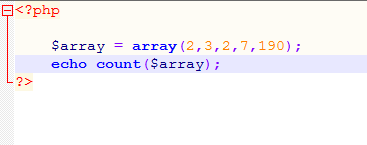 <?php
$array = array(2,3,2,7,190);
echo count($array);
?>